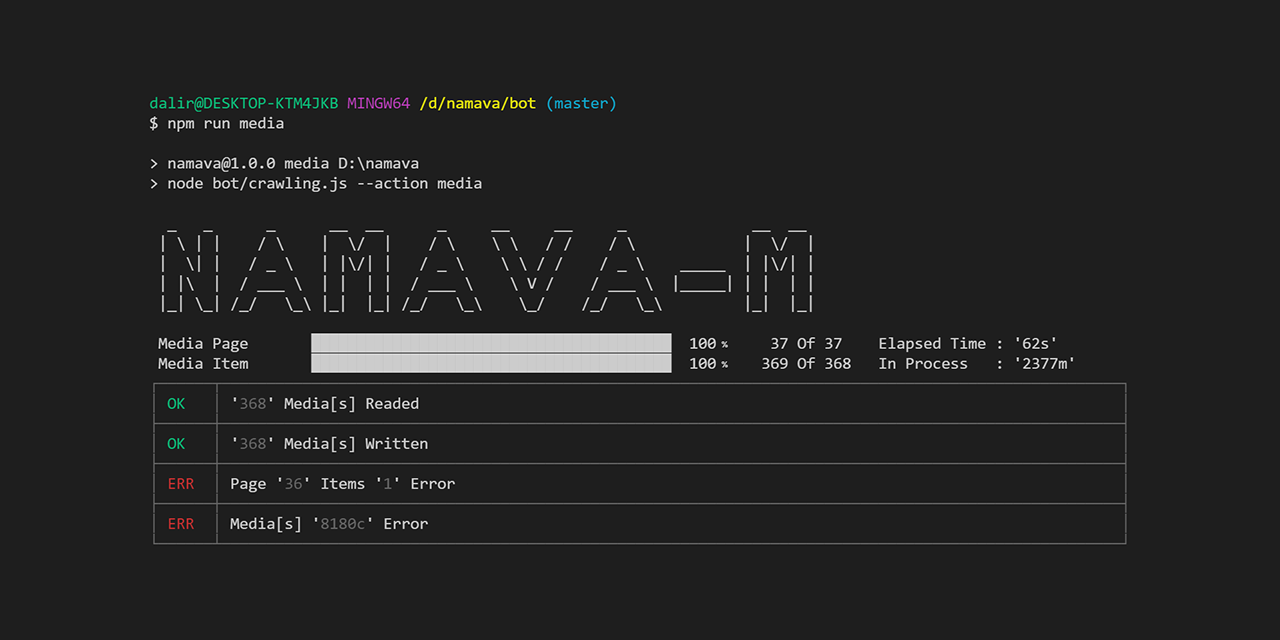 dalir@DESKTOP-KTM4JKB MINGW64 /d/namava/bot (master)
$ npm run media
> namava@1.0.0 media D:\namava
> node bot/crawling.js --action media
NAMAVA-M
Media Page 100 % 37 Of 37 Elapsed Time : '62s'
Media Item 100 % 369 Of 368 In Process : '2377m'
OK '368' Media[s] Readed
OK '368' Media[s] Written
ERR Page '36' Items '1' Error
ERR Media[s] '8180c' Error